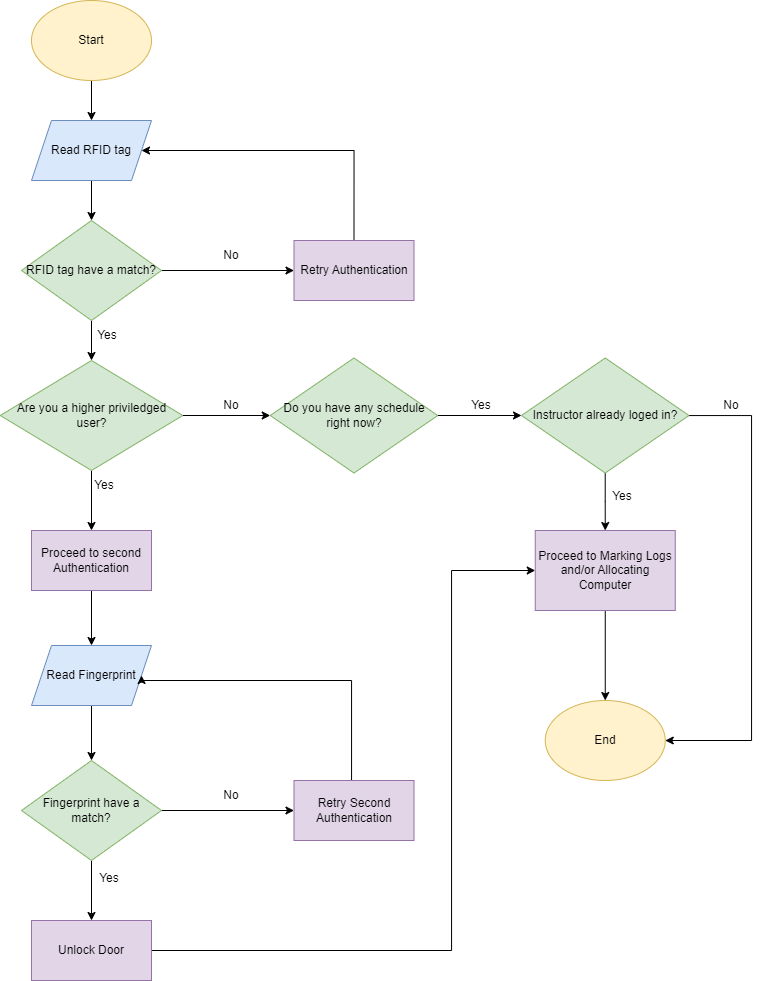 Start
Read RFID tag
No
RFID tag have a match?
Retry Authentication
Yes
Are you a higher priviledged
user?
No
Do you have any schedule
right now?
Yes
Instructor already loged in?
No
Yes
Yes
Proceed to second
Authentication
Proceed to Marking Logs
and/or Allocating
Computer
Read Fingerprint
End
Fingerprint have a
match?
No
Retry Second
Authentication
Yes
Unlock Door